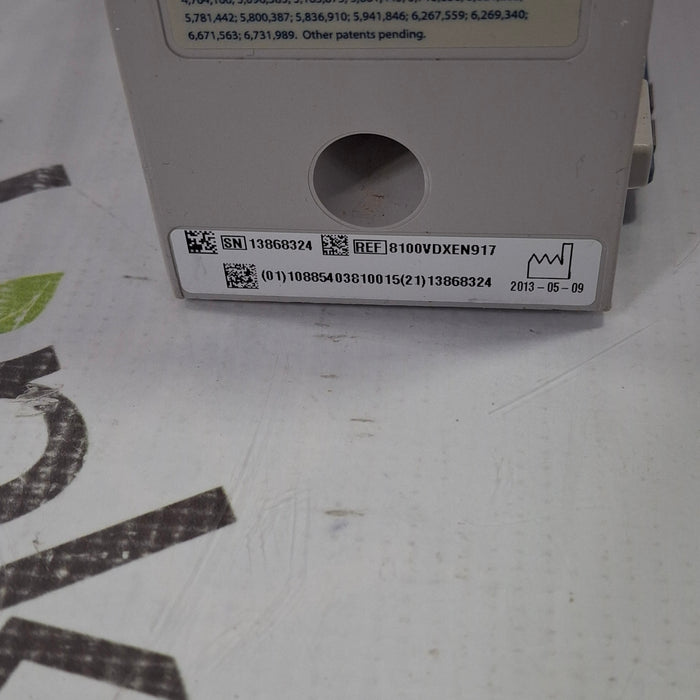 5,781,442; 5,800,387; 5,836,910; 5,941,846; 6,267,559; 6,269,340;
6,671,563; 6,731,989. Other patents pending.
SN 13868324 REF 8100VDXEN917
(01)10885403810015(21)13868324
2013-05-09